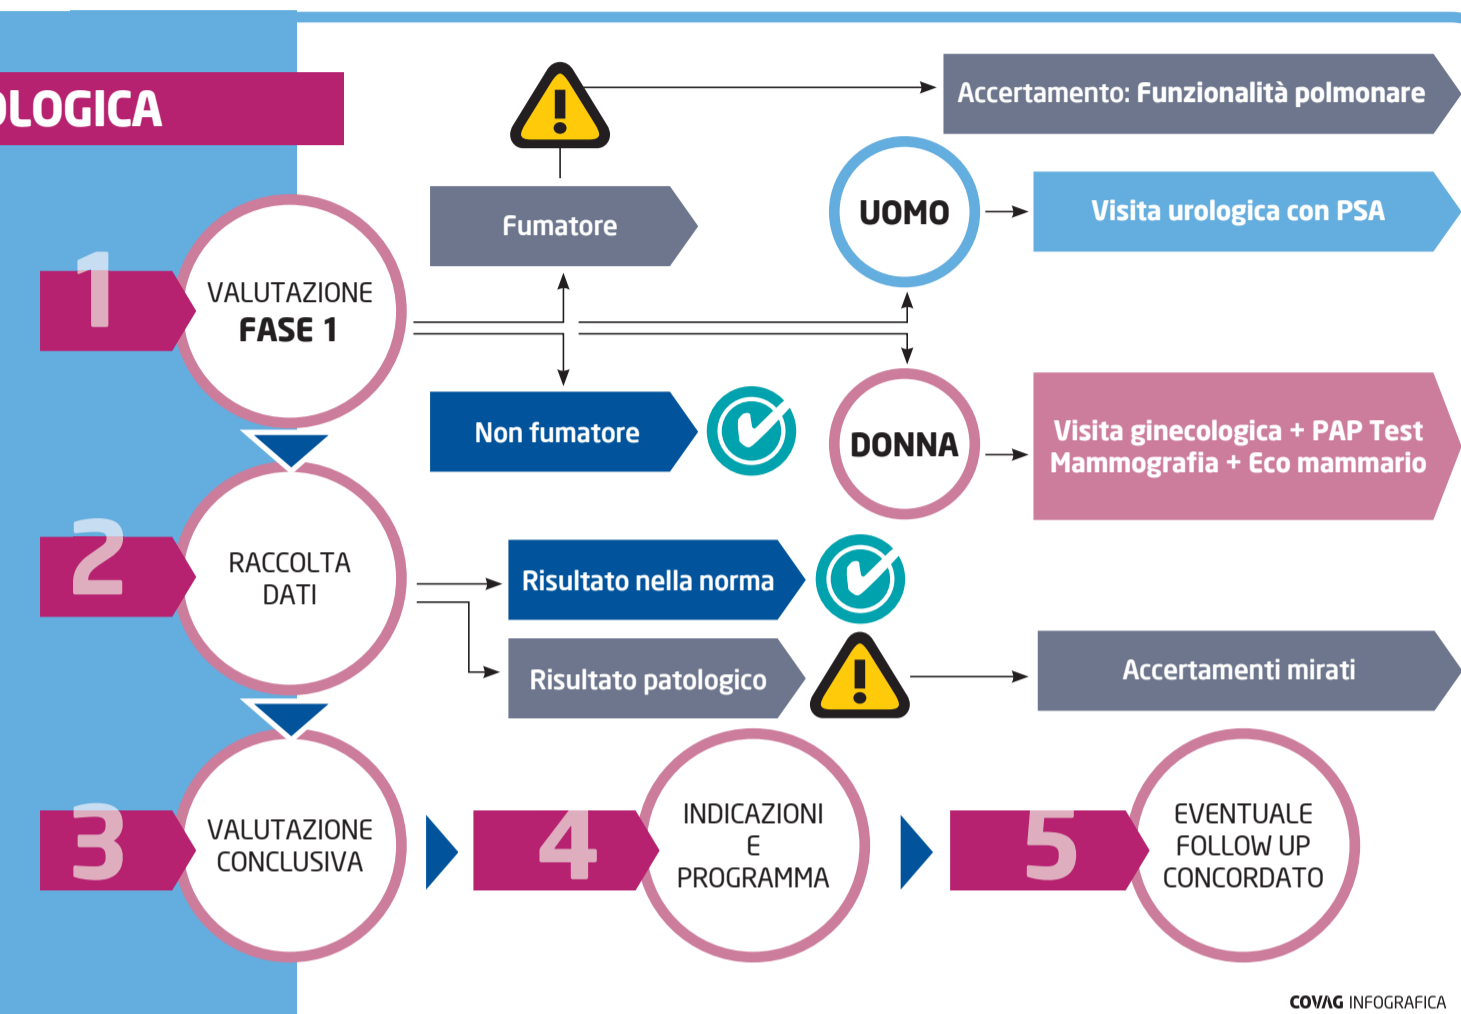 OLOGICA
Accertamento: Funzionalità polmonare
Fumatore
UOMO
Visita urologica con PSA
1
VALUTAZIONE
FASE 1
Non fumatore
DONNA
Visita ginecologica + PAP Test
Mammografia + Eco mammario
2
RACCOLTA
DATI
Risultato nella norma
Risultato patologico
Accertamenti mirati
3
VALUTAZIONE
CONCLUSIVA
4
INDICAZIONI
E
PROGRAMMA
5
EVENTUALE
FOLLOW UP
CONCORDATO
COVAG INFOGRAFICA